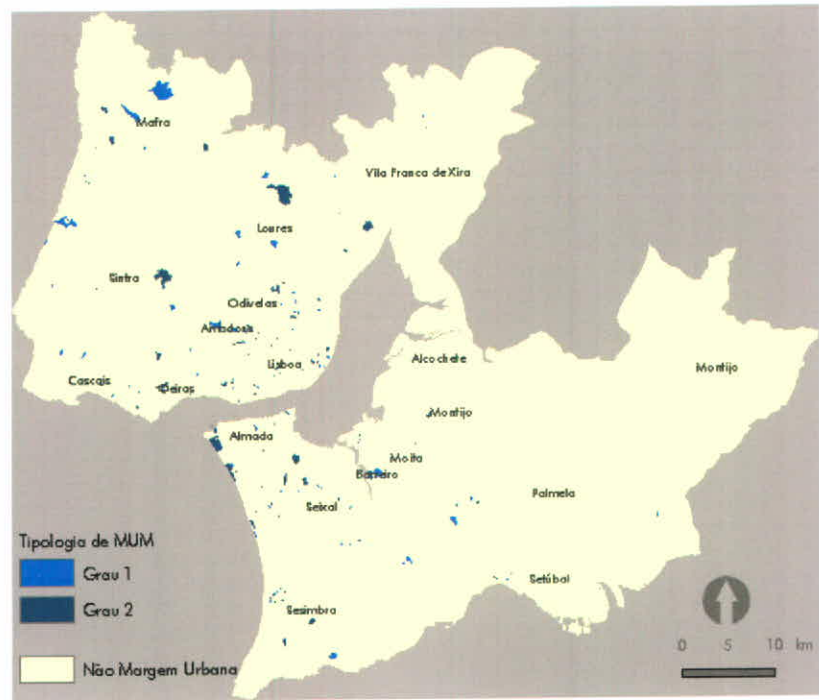 Mafra
Vila Franca de Xira
Loures
Sintra
Odivelas
Amadora
Lisboa
Alcochete
Montijo
Cascais
Oeiras
Montijo
Almada
Moita
Barreiro
Palmela
Seixal
Tipologia de MUM
Grau 1
Setúbal
Grau 2
Sesimbra
0 5 10 km
Não Margem Urbana